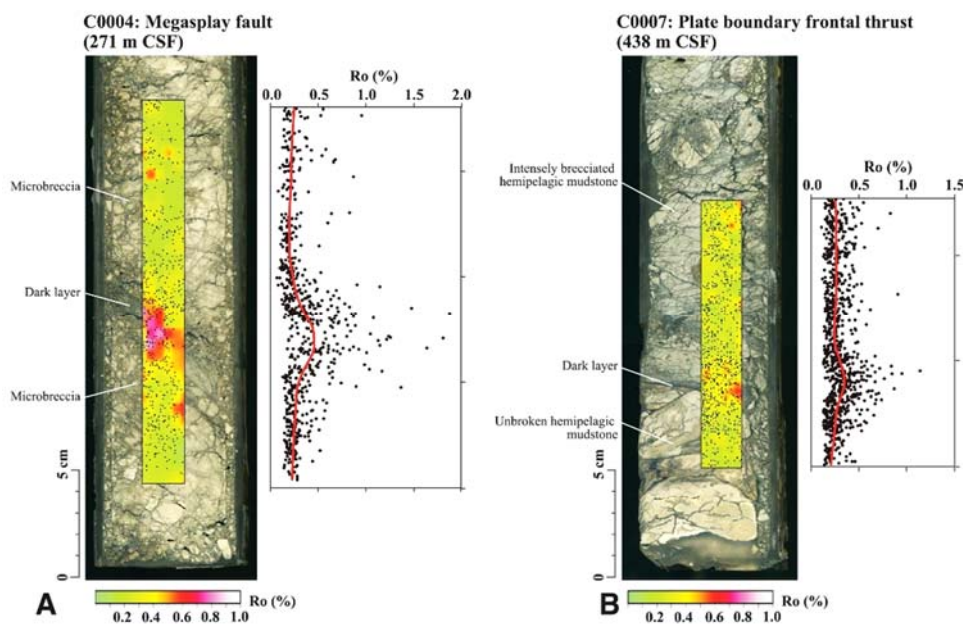 C0004: Megasplay fault
(271 m CSF)
Ro (%)
0.0 0.5 1.0 1.5 2.0
Microbreccia
Dark layer
Microbreccia
5 cm
0
A
0.2 0.4 0.6 0.8 1.0
Ro (%)
C0007: Plate boundary frontal thrust
(438 m CSF)
Ro (%)
0.0 0.5 1.0 1.5
Intensely brecciated
hemipelagic mudstone
Dark layer
Unbroken hemipelagic
mudstone
5 cm
0
B
0.2 0.4 0.6 0.8 1.0
Ro (%)